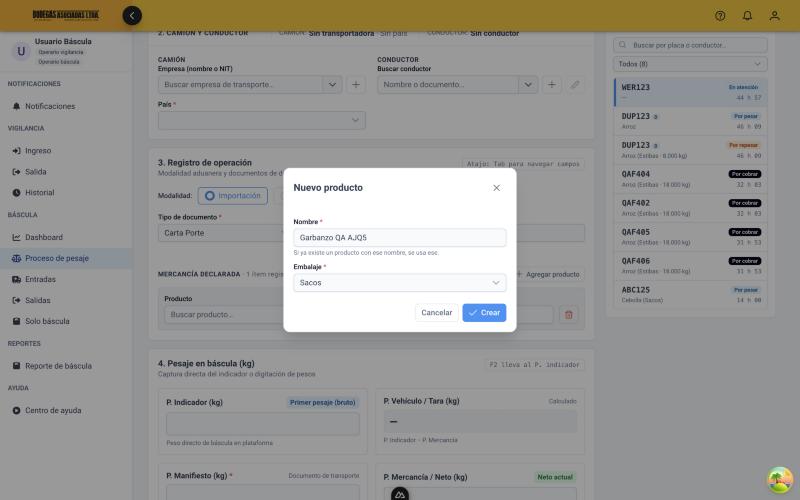 BODEGAS ASOCIADAS LTDA.
U
Usuario Báscula
Operario vigilancia
Operario báscula
NOTIFICACIONES
Notificaciones
VIGILANCIA
Ingreso
Salida
Historial
BÁSCULA
Dashboard
Proceso de pesaje
Entradas
Salidas
Solo báscula
REPORTES
Reporte de báscula
AYUDA
Centro de ayuda
2. CAMIÓN Y CONDUCTOR
CAMIÓN: Sin transportadora · Sin país
CONDUCTOR: Sin conductor
CAMIÓN
Empresa (nombre o NIT)
Buscar empresa de transporte...
País *
CONDUCTOR
Buscar conductor
Nombre o documento...
3. Registro de operación
Atajo: Tab para navegar campos
Modalidad aduanera y documentos de
Modalidad:
Importación
Tipo de documento *
Carta Porte
MERCANCÍA DECLARADA · 1 ítem
Agregar producto
Producto
Buscar producto...
Nuevo producto
Nombre *
Garbanzo QA AJQ5
Si ya existe un producto con ese nombre, se usa ese.
Embalaje *
Sacos
Cancelar
Crear
4. Pesaje en báscula (kg)
F2 lleva al P. indicador
Captura directa del indicador o digitación de pesos
P. Indicador (kg)
Primer pesaje (bruto)
Peso directo de báscula en plataforma
P. Vehículo / Tara (kg)
Calculado
—
P. Indicador − P. Mercancía
P. Manifiesto (kg) *
Documento de transporte
P. Mercancía / Neto (kg)
Neto actual
Buscar por placa o conductor...
Todos (8)
WER123
En atención
—
44 h 57
DUP123
Por pesar
Arroz
46 h 09
DUP123
Por repesar
Arroz (Estibas · 8.000 kg)
46 h 09
QAF404
Por cobrar
Arroz (Estibas · 18.000 kg)
32 h 03
QAF402
Por cobrar
Arroz (Estibas · 18.000 kg)
32 h 03
QAF405
Por cobrar
Arroz (Estibas · 18.000 kg)
31 h 53
QAF406
Por cobrar
Arroz (Estibas · 18.000 kg)
31 h 53
ABC125
Por pesar
Cebolla (Sacos)
14 h 00